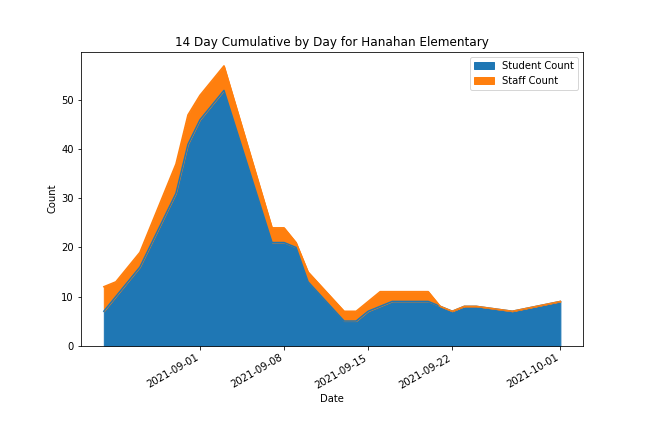 14 Day Cumulative by Day for Hanahan Elementary
Student Count
Staff Count
Count
50
40
30
20
10
0
2021-09-01
2021-09-08
2021-09-15
2021-09-22
2021-10-01
Date